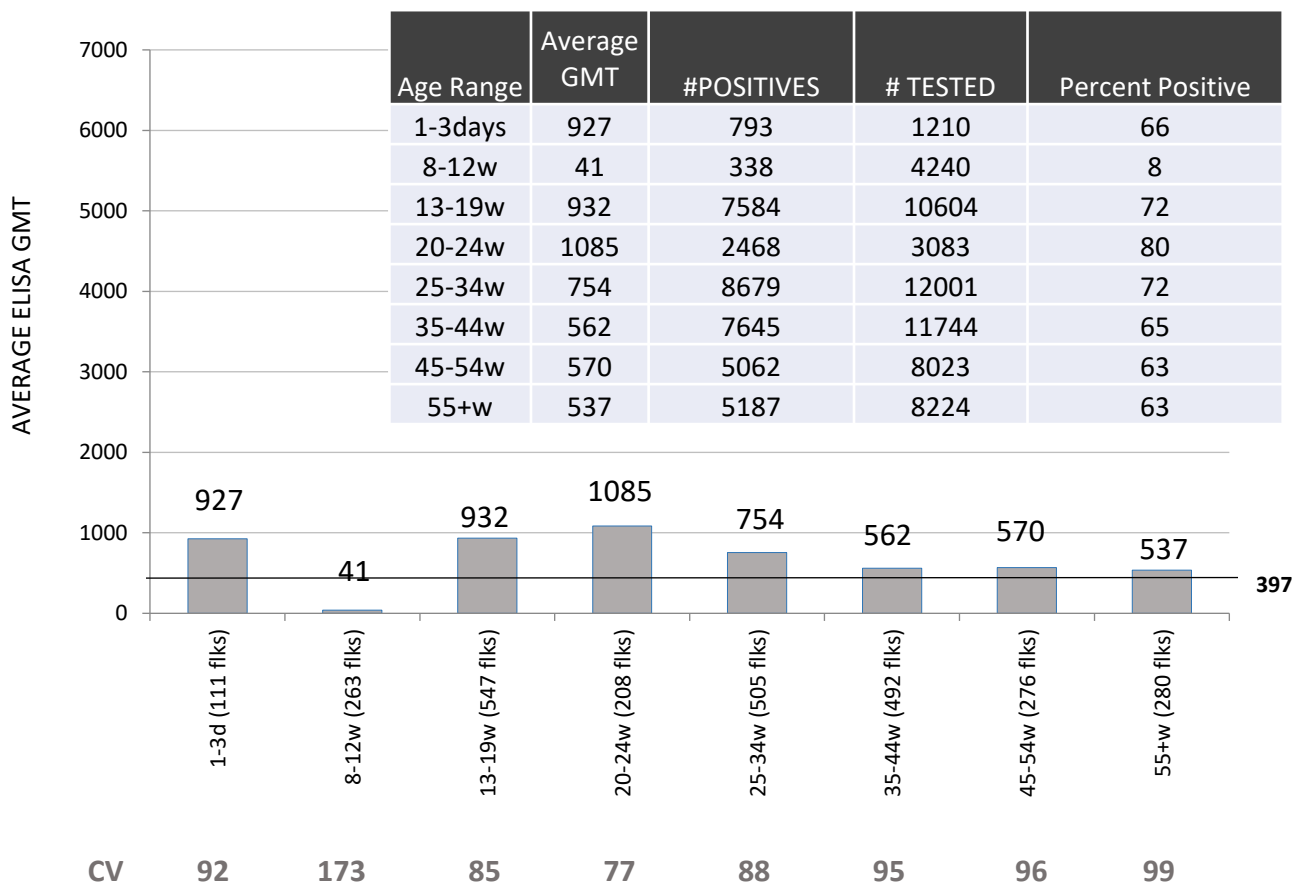 AVERAGE ELISA GMT
7000
6000
5000
4000
3000
2000
1000
0
Age Range Average GMT #POSITIVES # TESTED Percent Positive
1-3days 927 793 1210 66
8-12w 41 338 4240 8
13-19w 932 7584 10604 72
20-24w 1085 2468 3083 80
25-34w 754 8679 12001 72
35-44w 562 7645 11744 65
45-54w 570 5062 8023 63
55+w 537 5187 8224 63
927 41 932 1085 754 562 570 537
397
1-3d (111 flks)
8-12w (263 flks)
13-19w (547 flks)
20-24w (208 flks)
25-34w (505 flks)
35-44w (492 flks)
45-54w (276 flks)
55+w (280 flks)
CV 92 173 85 77 88 95 96 99